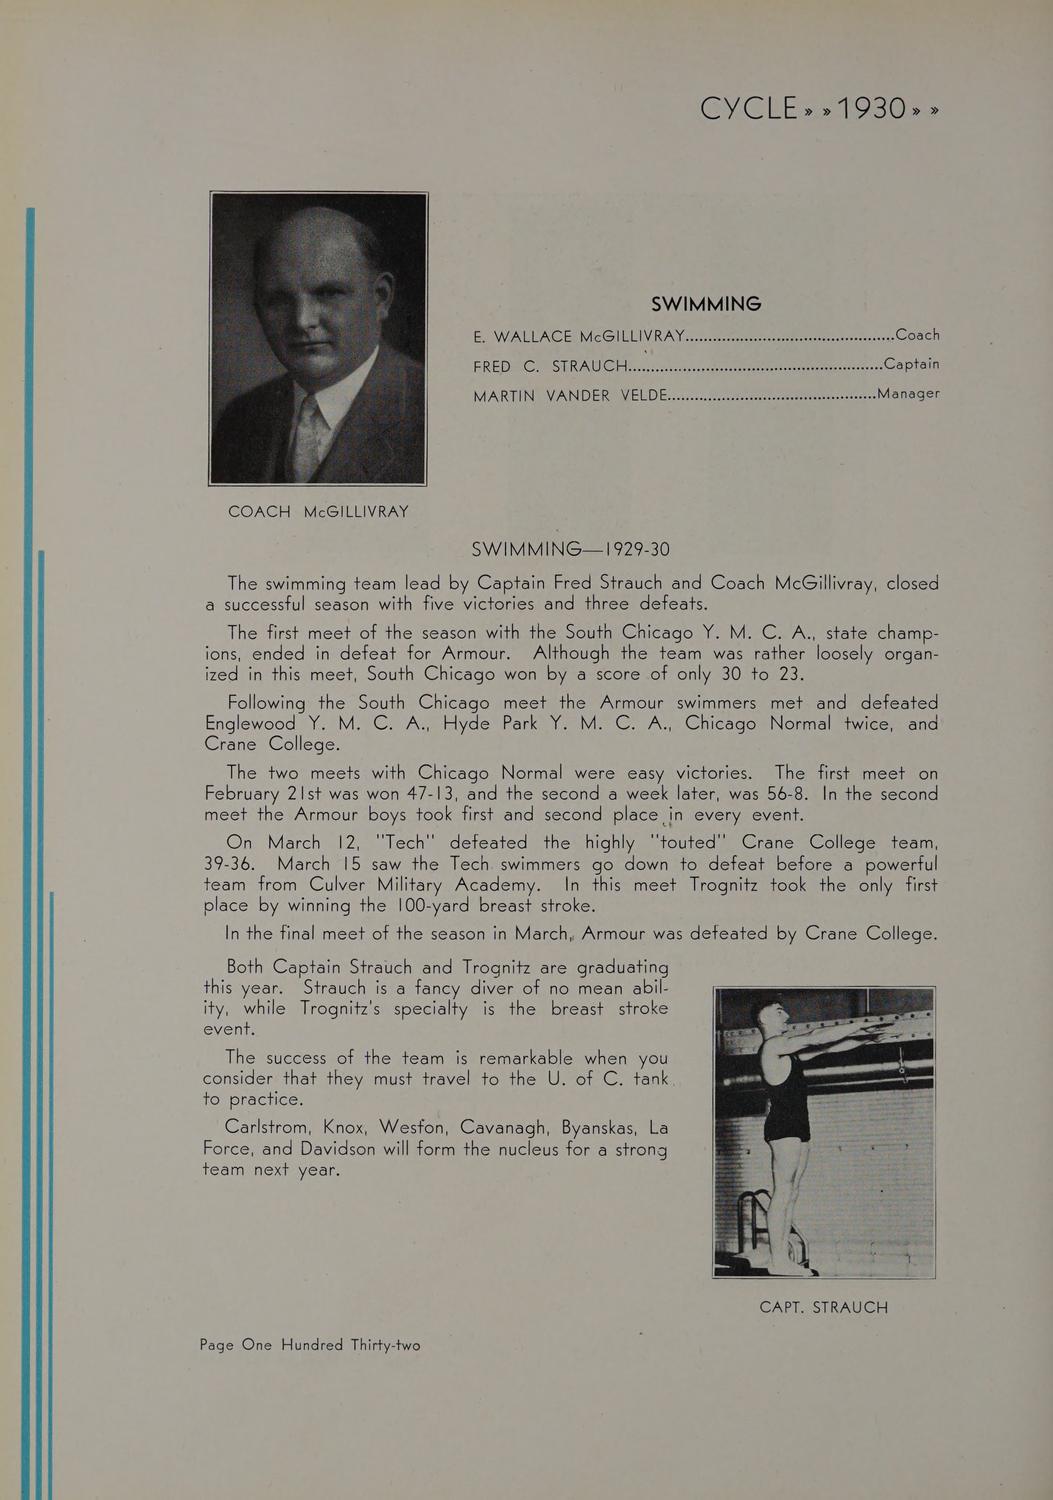 CYCLE » » 1930 » »
SWIMMING
E. WALLACE McGILLIVRAY..............................................Coach
FRED C. STRAUCH........................................................Captain
MARTIN VANDER VELDE..............................................Manager
COACH McGILLIVRAY
SWIMMING—1929-30
The swimming team lead by Captain Fred Strauch and Coach McGillivray, closed
a successful season with five victories and three defeats.
The first meet of the season with the South Chicago Y. M. C. A., state champ-
ions, ended in defeat for Armour. Although the team was rather loosely organ-
ized in this meet, South Chicago won by a score of only 30 to 23.
Following the South Chicago meet the Armour swimmers met and defeated
Englewood Y. M. C. A., Hyde Park Y. M. C. A., Chicago Normal twice, and
Crane College.
The two meets with Chicago Normal were easy victories. The first meet on
February 21st was won 47-13, and the second a week later, was 56-8. In the second
meet the Armour boys took first and second place in every event.
On March 12, "Tech" defeated the highly "touted" Crane College team,
39-36. March 15 saw the Tech swimmers go down to defeat before a powerful
team from Culver Military Academy. In this meet Trognitz took the only first
place by winning the 100-yard breast stroke.
In the final meet of the season in March, Armour was defeated by Crane College.
Both Captain Strauch and Trognitz are graduating
this year. Strauch is a fancy diver of no mean abil-
ity, while Trognitz's specialty is the breast stroke
event.
The success of the team is remarkable when you
consider that they must travel to the U. of C. tank
to practice.
Carlstrom, Knox, Wesfon, Cavanagh, Byanskas, La
Force, and Davidson will form the nucleus for a strong
team next year.
CAPT. STRAUCH
Page One Hundred Thirty-two